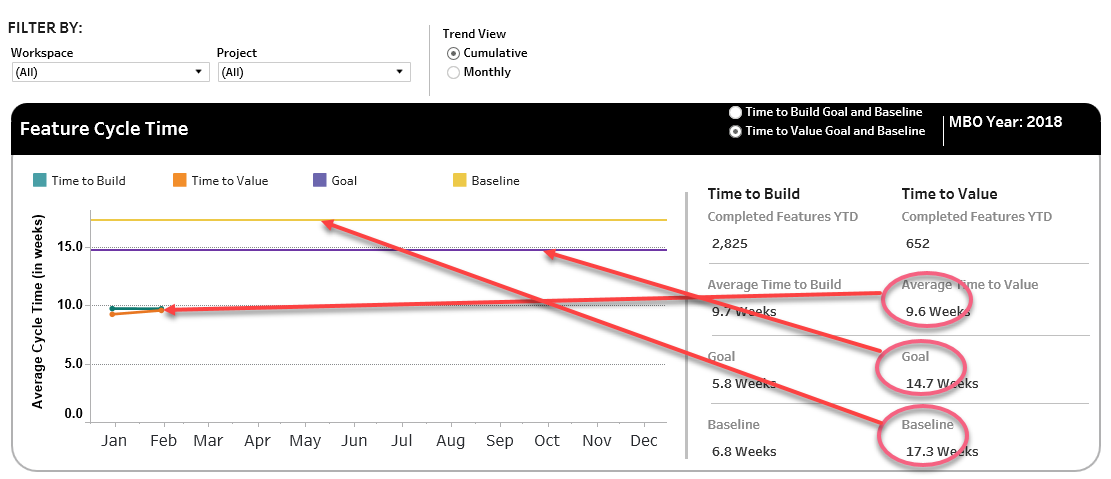 FILTER BY:
Workspace
(All)
Project
(All)
Trend View
Cumulative
Monthly
Feature Cycle Time
Time to Build Goal and Baseline
Time to Value Goal and Baseline
MBO Year: 2018
Time to Build
Time to Value
Goal
Baseline
Average Cycle Time (in weeks)
15.0
10.0
5.0
0.0
Jan Feb Mar Apr May Jun Jul Aug Sep Oct Nov Dec
Time to Build
Completed Features YTD
2,825
Average Time to Build
9.7 Weeks
Goal
5.8 Weeks
Baseline
6.8 Weeks
Time to Value
Completed Features YTD
652
Average Time to Value
9.6 Weeks
Goal
14.7 Weeks
Baseline
17.3 Weeks